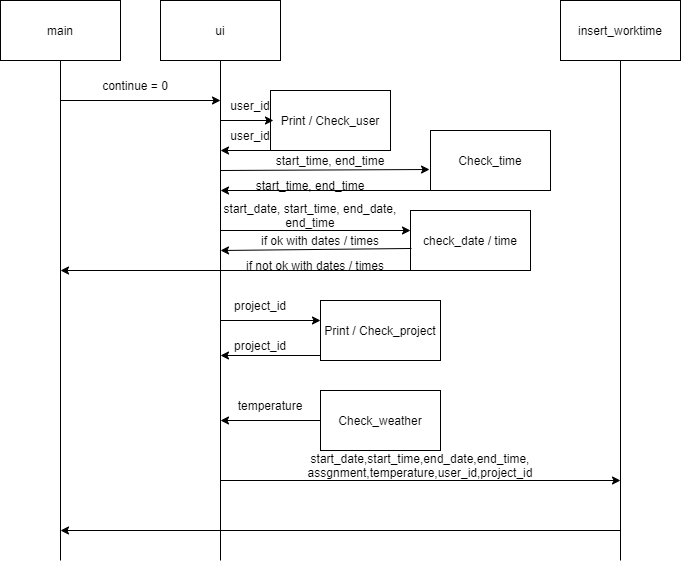 main
ui
insert_worktime
continue = 0
user_id
Print / Check_user
user_id
start_time, end_time
Check_time
start_time, end_time
start_date, start_time, end_date,
end_time
check_date / time
if ok with dates / times
if not ok with dates / times
project_id
Print / Check_project
project_id
temperature
Check_weather
start_date,start_time,end_date,end_time,
assgnment,temperature,user_id,project_id